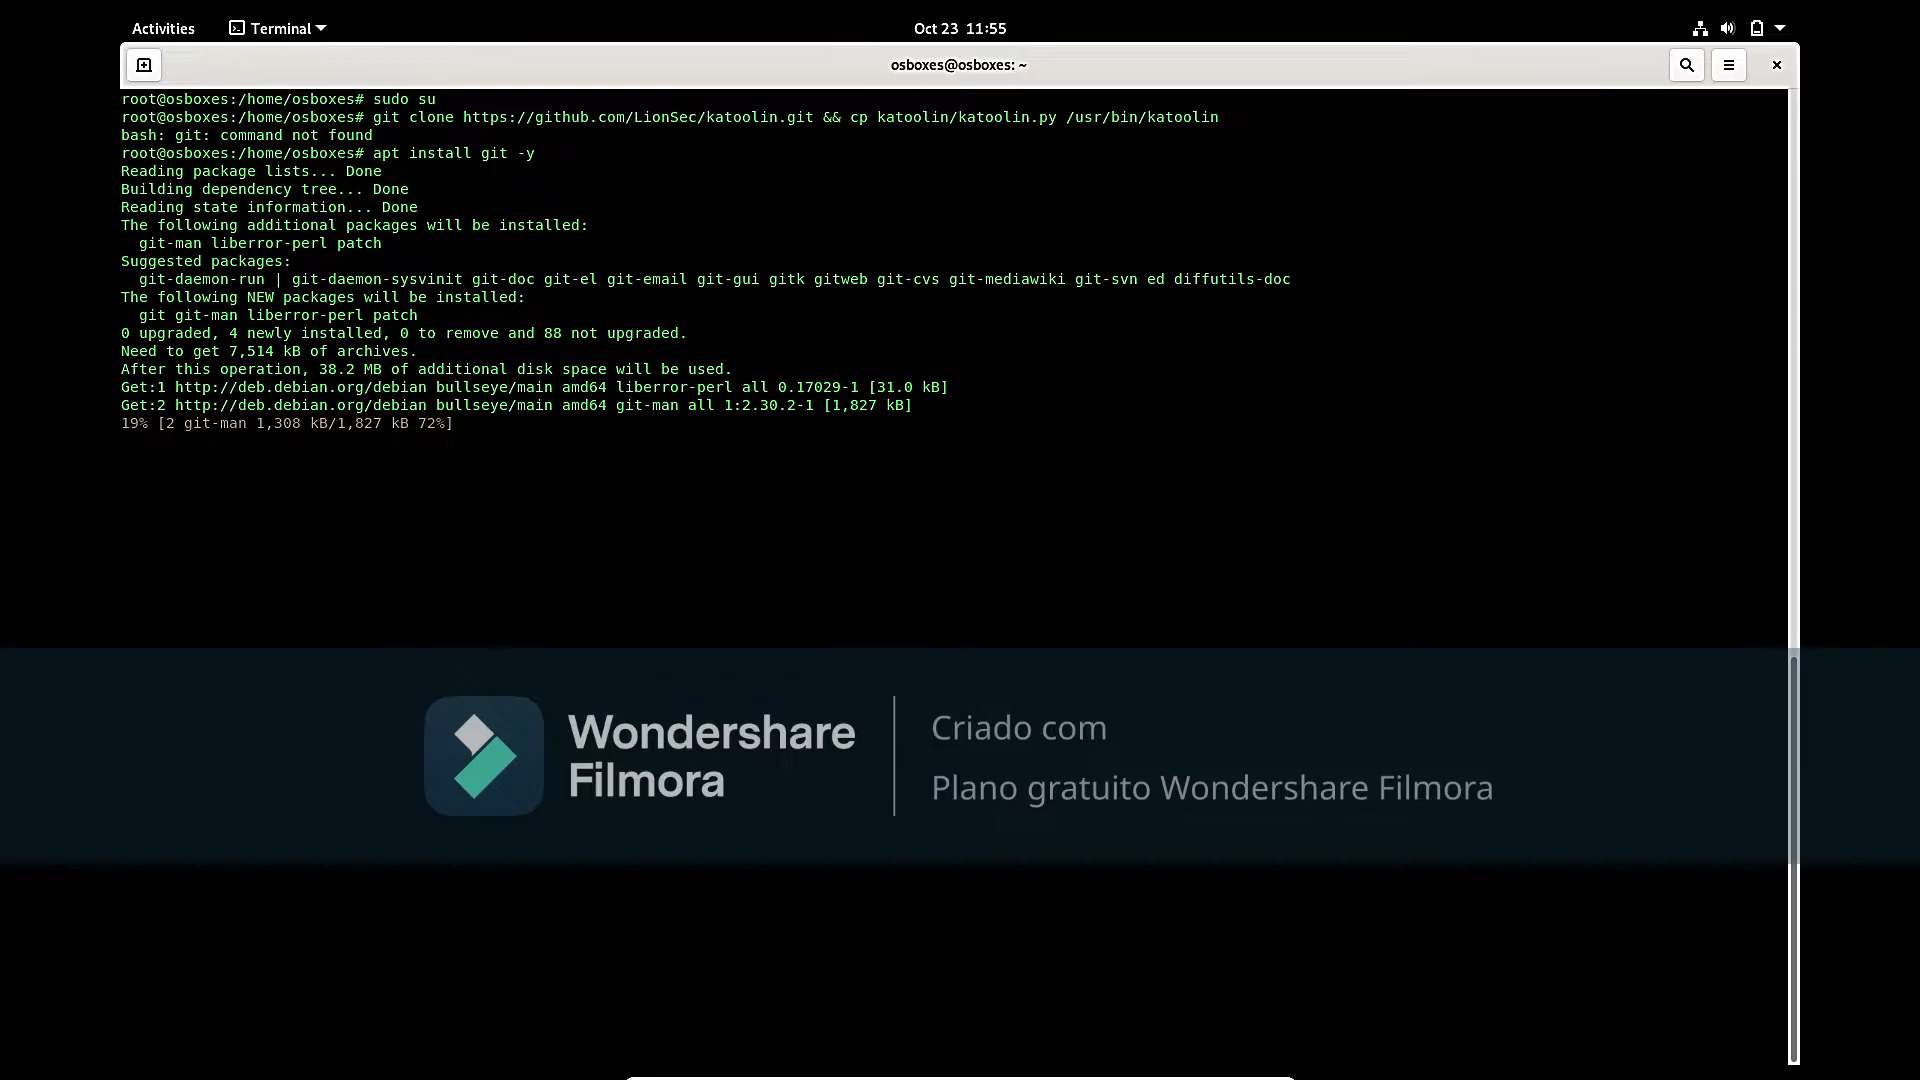 Activities Terminal Oct 23 11:55
osboxes@osboxes: ~
root@osboxes:/home/osboxes# sudo su
root@osboxes:/home/osboxes# git clone https://github.com/LionSec/katoolin.git && cp katoolin/katoolin.py /usr/bin/katoolin
bash: git: command not found
root@osboxes:/home/osboxes# apt install git -y
Reading package lists... Done
Building dependency tree... Done
Reading state information... Done
The following additional packages will be installed:
  git-man liberror-perl patch
Suggested packages:
  git-daemon-run | git-daemon-sysvinit git-doc git-el git-email git-gui gitk gitweb git-cvs git-mediawiki git-svn ed diffutils-doc
The following NEW packages will be installed:
  git git-man liberror-perl patch
0 upgraded, 4 newly installed, 0 to remove and 88 not upgraded.
Need to get 7,514 kB of archives.
After this operation, 38.2 MB of additional disk space will be used.
Get:1 http://deb.debian.org/debian bullseye/main amd64 liberror-perl all 0.17029-1 [31.0 kB]
Get:2 http://deb.debian.org/debian bullseye/main amd64 git-man all 1:2.30.2-1 [1,827 kB]
19% [2 git-man 1,308 kB/1,827 kB 72%]
Wondershare
Filmora
Criado com
Plano gratuito Wondershare Filmora